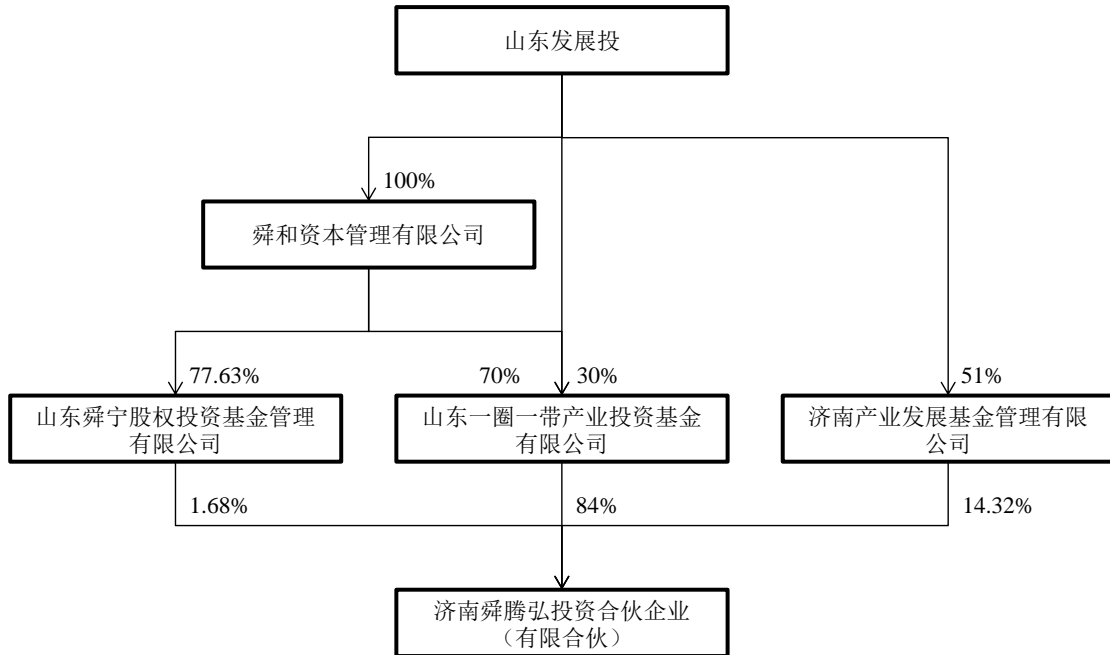 山东发展投
100%
舜和资本管理有限公司
77.63%
70%
30%
51%
山东舜宁股权投资基金管理
有限公司
山东一圈一带产业投资基金
有限公司
济南产业发展基金管理有限
公司
1.68%
84%
14.32%
济南舜腾弘投资合伙企业
（有限合伙）